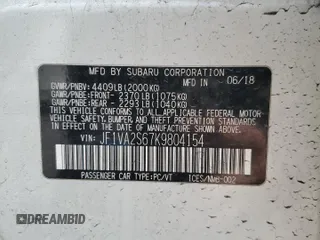 MFD BY SUBARU CORPORATION 06/18
GVWR/PNBV: 4409LB(2000KG)
GAWR/PNBE: FRONT- 2370LB(1075KG)
GAWR/PNBE: REAR - 2293LB(1040KG)
THIS VEHICLE CONFORMS TO ALL APPLICABLE
FEDERAL MOTOR VEHICLE SAFETY, BUMPER,
AND THEFT PREVENTION STANDARDS IN EFFECT
ON THE DATE OF MANUFACTURE SHOWN ABOVE.
VIN: JF1VA2S67K9804154
PASSENGER CAR TYPE: PC/VT ICES/NMB-002
DREAMBID